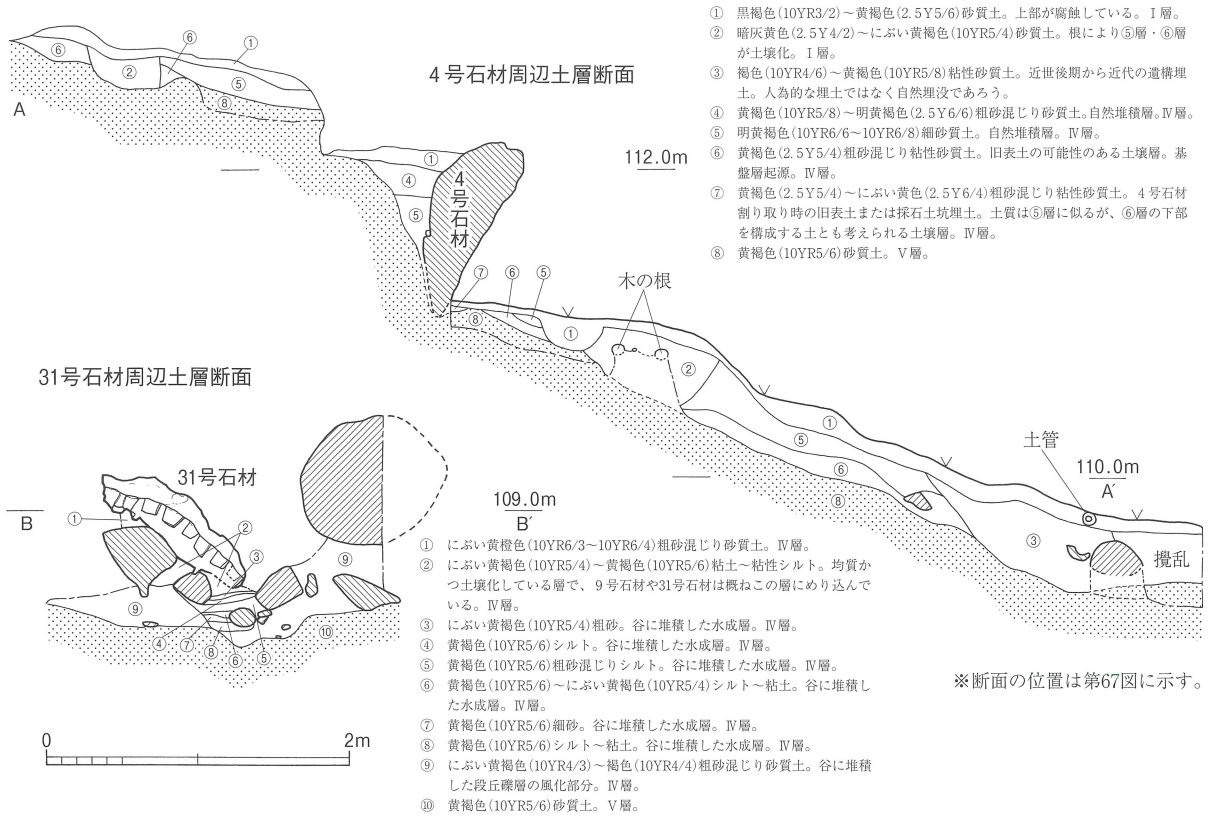 ① 黒褐色(10YR3/2)～黄褐色(2.5Y5/6)砂質土。上部が腐蝕している。Ⅰ層。
② 暗灰黄色(2.5Y4/2)～にぶい黄褐色(10YR5/4)砂質土。根により⑤層・⑥層
が土壌化。Ⅰ層。
③ 褐色(10YR4/6)～黄褐色(10YR5/8)粘性砂質土。近世後期から近代の遺構埋
土。人為的な埋土ではなく自然埋没であろう。
④ 黄褐色(10YR5/8)～明黄褐色(2.5Y6/6)粗砂混じり砂質土。自然堆積層。Ⅳ層。
⑤ 明黄褐色(10YR6/6～10YR6/8)細砂質土。自然堆積層。Ⅳ層。
⑥ 黄褐色(2.5Y5/4)粗砂混じり粘性砂質土。旧表土の可能性のある土壌層。基
盤層起源。Ⅳ層。
⑦ 黄褐色(2.5Y5/4)～にぶい黄色(2.5Y6/4)粗砂混じり粘性砂質土。4号石材
割り取り時の旧表土または採石土坑埋土。土質は⑤層に似るが、⑥層の下部
を構成する土とも考えられる土壌層。Ⅳ層。
⑧ 黄褐色(10YR5/6)砂質土。Ⅴ層。
4号石材周辺土層断面
⑥
②
⑥
①
⑤
⑧
A
112.0m
①
④
⑤
4号石材
⑦
⑥
⑤
⑧
①
木の根
②
①
⑤
⑥
⑧
土管
110.0m
A′
③
攪乱
31号石材周辺土層断面
31号石材
①
②
③
B
109.0m
B′
⑨
⑨
④
⑦
⑧
⑥
⑤
⑩
① にぶい黄橙色(10YR6/3～10YR6/4)粗砂混じり砂質土。Ⅳ層。
② にぶい黄褐色(10YR5/4)～黄褐色(10YR5/6)粘土～粘性シルト。均質か
つ土壌化している層で、9号石材や31号石材は概ねこの層にめり込んで
いる。Ⅳ層。
③ にぶい黄褐色(10YR5/4)粗砂。谷に堆積した水成層。Ⅳ層。
④ 黄褐色(10YR5/6)シルト。谷に堆積した水成層。Ⅳ層。
⑤ 黄褐色(10YR5/6)粗砂混じりシルト。谷に堆積した水成層。Ⅳ層。
⑥ 黄褐色(10YR5/6)～にぶい黄褐色(10YR5/4)シルト～粘土。谷に堆積し
た水成層。Ⅳ層。
⑦ 黄褐色(10YR5/6)細砂。谷に堆積した水成層。Ⅳ層。
⑧ 黄褐色(10YR5/6)シルト～粘土。谷に堆積した水成層。Ⅳ層。
⑨ にぶい黄褐色(10YR4/3)～褐色(10YR4/4)粗砂混じり砂質土。谷に堆積
した段丘礫層の風化部分。Ⅳ層。
⑩ 黄褐色(10YR5/6)砂質土。Ⅴ層。
※断面の位置は第67図に示す。
0 2m